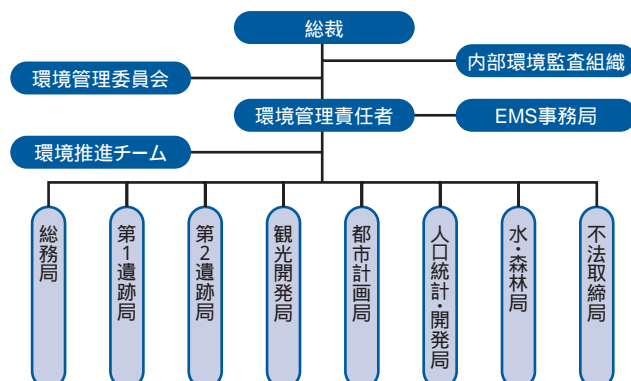 総裁
内部環境監査組織
環境管理委員会
環境管理責任者
EMS事務局
環境推進チーム
総務局
第1遺跡局
第2遺跡局
観光開発局
都市計画局
人口統計・開発局
水・森林局
不法取締局